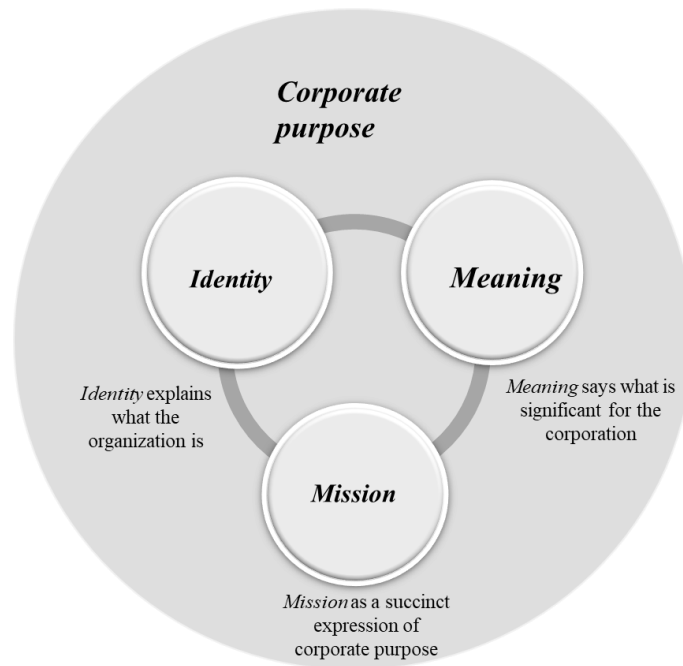 Corporate
purpose
Identity
Meaning
Identity explains
what the
organization is
Meaning says what is
significant for the
corporation
Mission
Mission as a succinct
expression of
corporate purpose